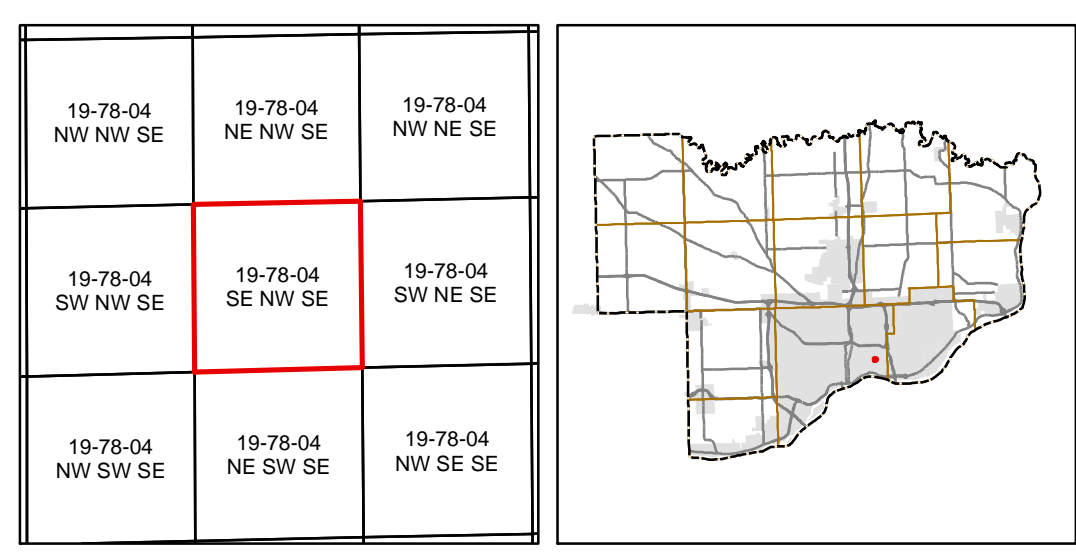 19-78-04
NW NW SE
19-78-04
NE NW SE
19-78-04
NW NE SE
19-78-04
SW NW SE
19-78-04
SE NW SE
19-78-04
SW NE SE
19-78-04
NW SW SE
19-78-04
NE SW SE
19-78-04
NW SE SE